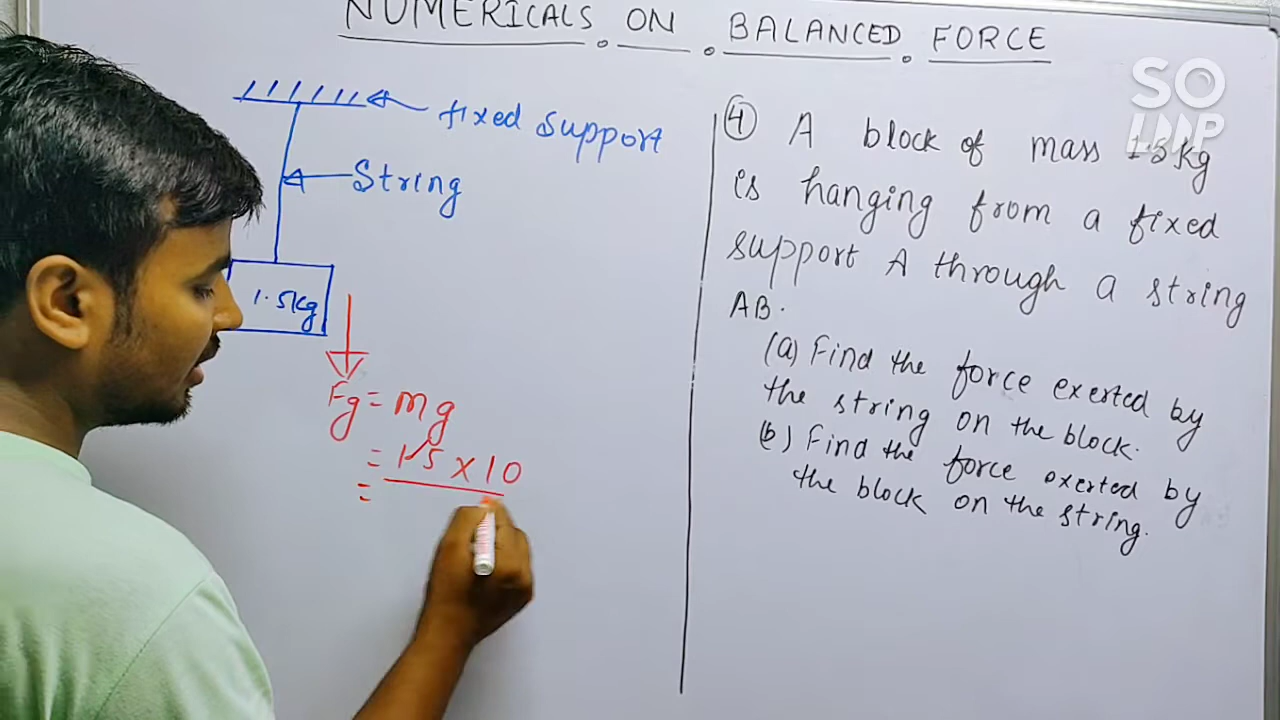 NUMERICALS ON BALANCED FORCE
fixed support
String
1.5kg
Fg = mg
= 1.5 x 10
=
④ A block of mass 1.5kg
is hanging from a fixed
support A through a string
AB.
(a) Find the force exerted by
the string on the block.
(b) Find the force exerted by
the block on the string.
SO
LUP